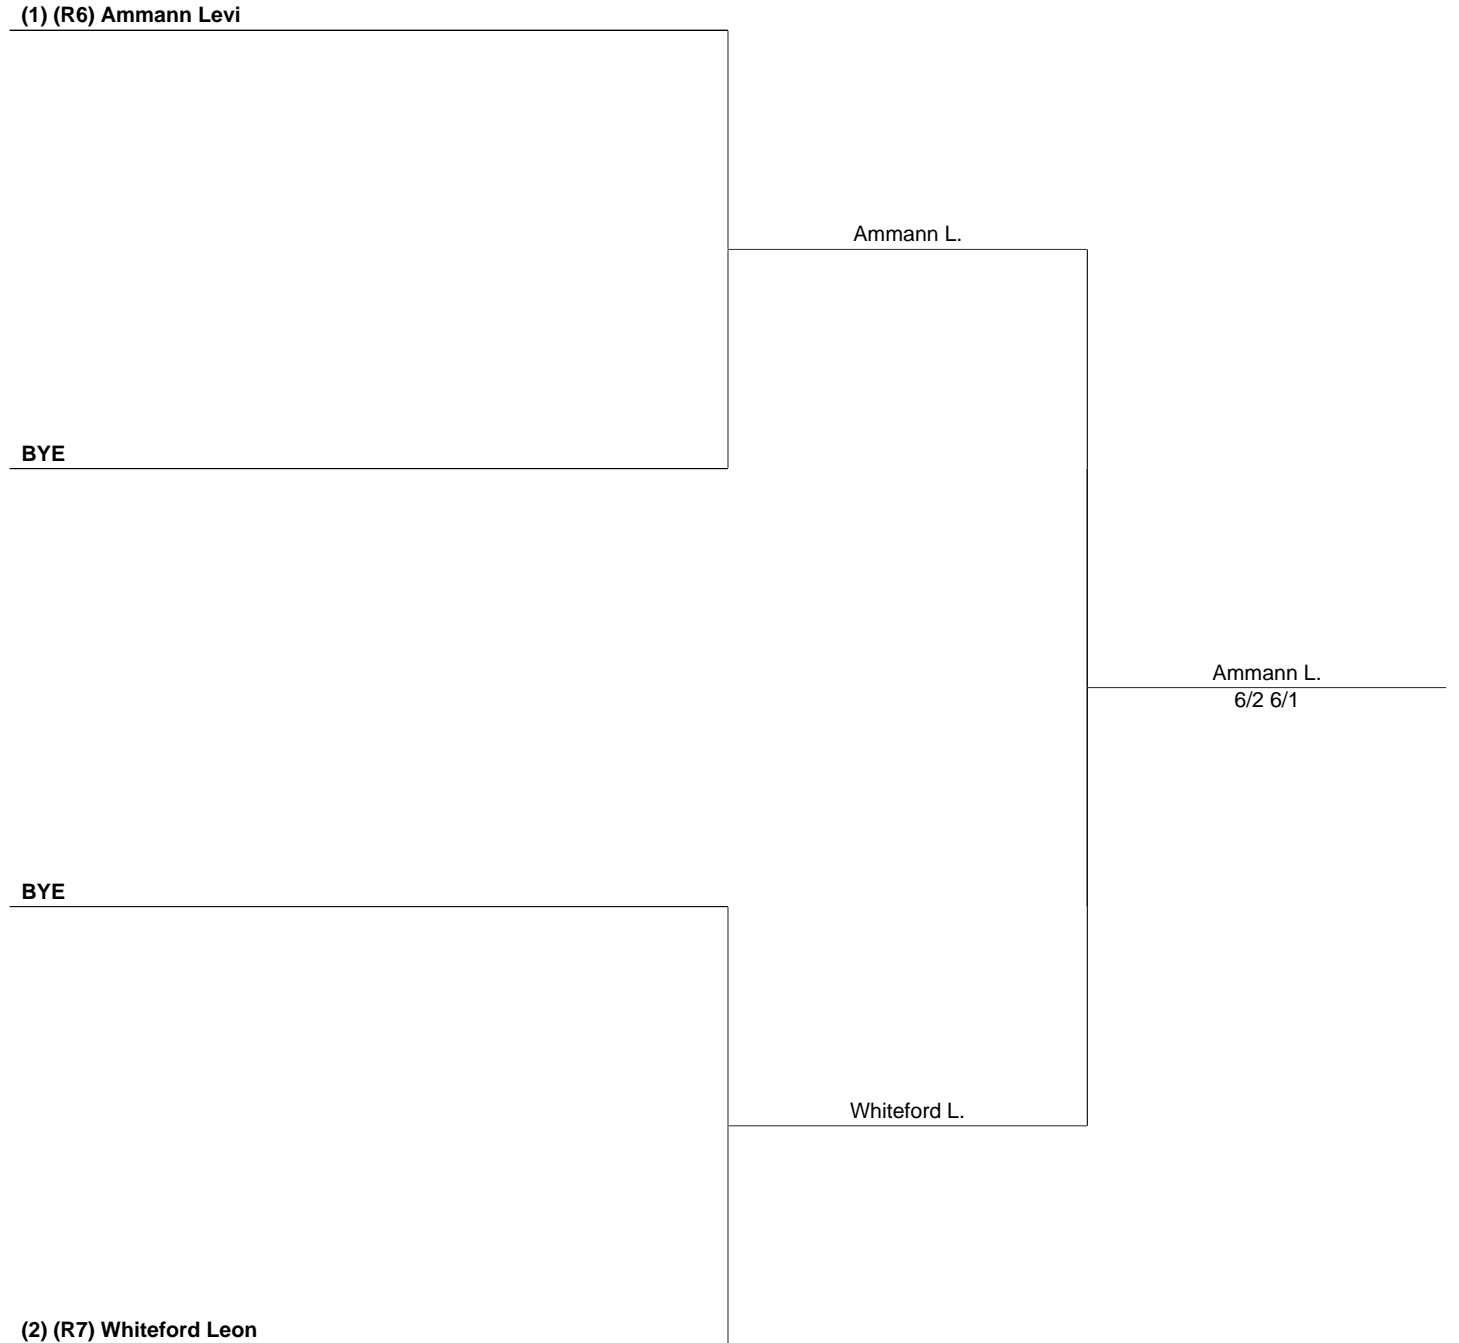 (1) (R6) Ammann Levi
Ammann L.
BYE
Ammann L.
6/2 6/1
BYE
Whiteford L.
(2) (R7) Whiteford Leon